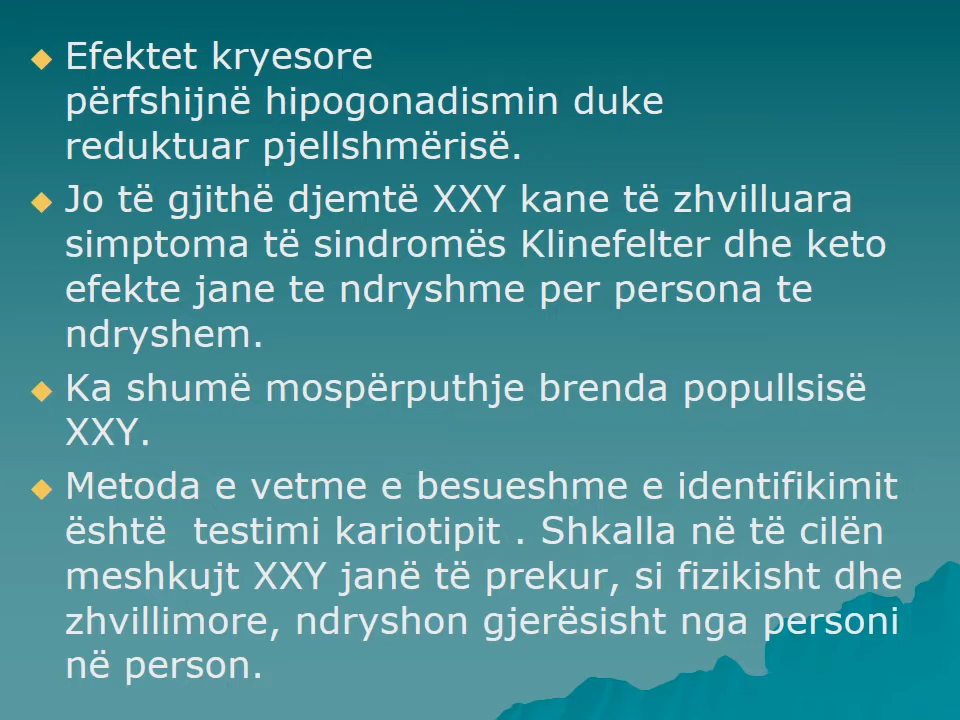 Efektet kryesore
përfshijnë hipogonadismin duke
reduktuar pjellshmërisë.
Jo të gjithë djemtë XXY kane të zhvilluara
simptoma të sindromës Klinefelter dhe keto
efekte jane te ndryshme per persona te
ndryshem.
Ka shumë mospërputhje brenda popullsisë
XXY.
Metoda e vetme e besueshme e identifikimit
është  testimi kariotipit . Shkalla në të cilën
meshkujt XXY janë të prekur, si fizikisht dhe
zhvillimore, ndryshon gjerësisht nga personi
në person.